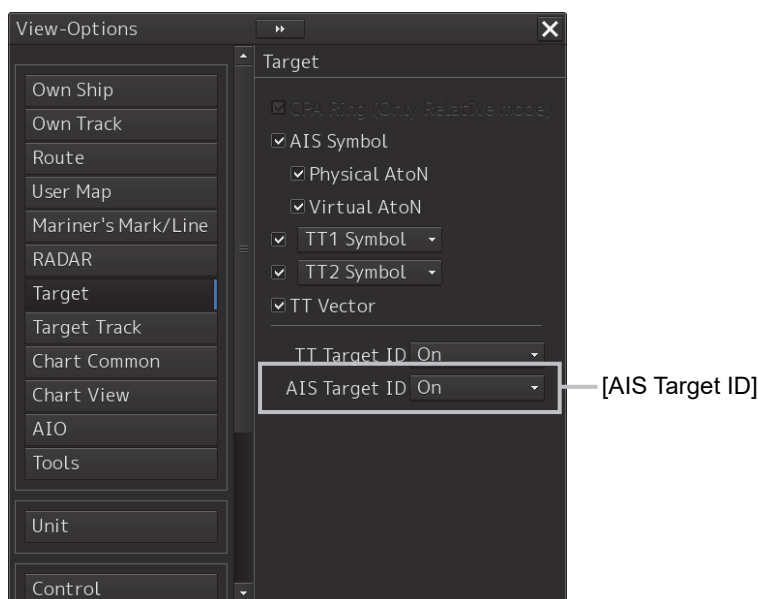 View-Options
Own Ship
Own Track
Route
User Map
Mariner's Mark/Line
RADAR
Target
Target Track
Chart Common
Chart View
AIO
Tools
Unit
Control
Target
CPA Ring (Only Relative mode)
AIS Symbol
Physical AtoN
Virtual AtoN
TT1 Symbol
TT2 Symbol
TT Vector
TT Target ID On
AIS Target ID On
[AIS Target ID]